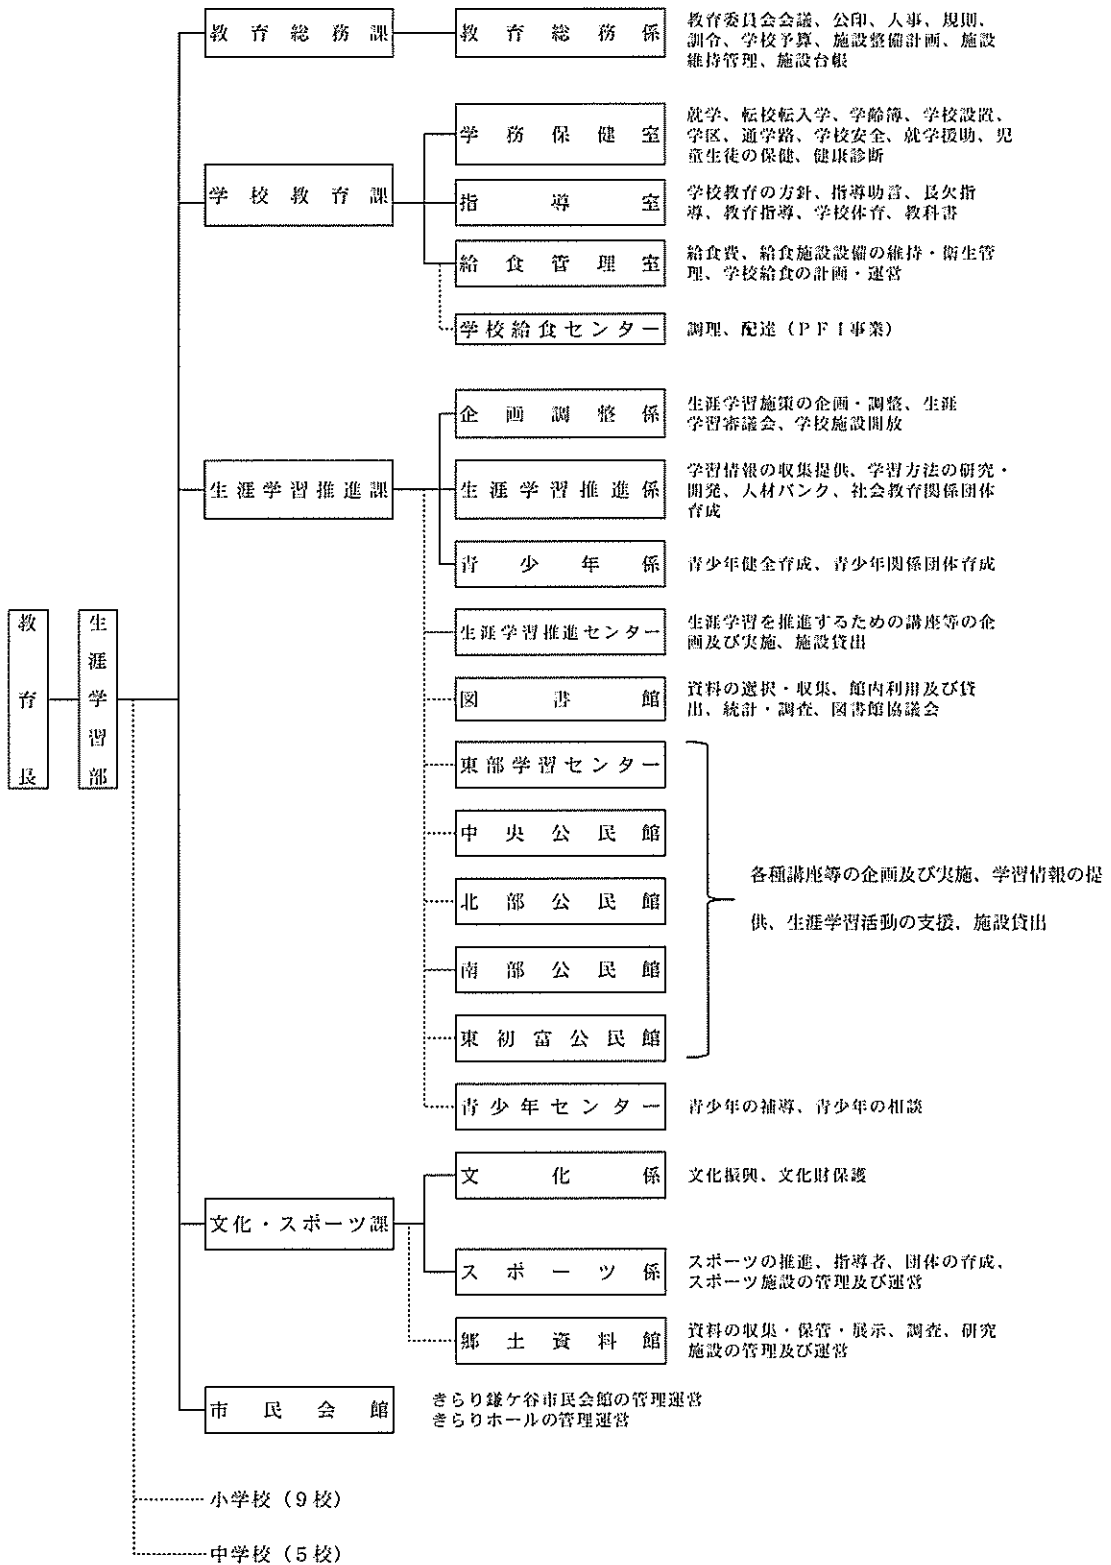 教育長
生涯学習部
教育総務課
教育総務係
教育委員会会議、公印、人事、規則、
訓令、学校予算、施設整備計画、施設
維持管理、施設台帳
学校教育課
学務保健室
就学、転校転入学、学齢簿、学校設置、
学区、通学路、学校安全、就学援助、児
童生徒の保健、健康診断
指導室
学校教育の方針、指導助言、長欠指
導、教育指導、学校体育、教科書
給食管理室
給食費、給食施設設備の維持・衛生管
理、学校給食の計画・運営
学校給食センター
調理、配達（ＰＦＩ事業）
生涯学習推進課
企画調整係
生涯学習施策の企画・調整、生涯
学習審議会、学校施設開放
生涯学習推進係
学習情報の収集提供、学習方法の研究・
開発、人材バンク、社会教育関係団体
育成
青少年係
青少年健全育成、青少年関係団体育成
生涯学習推進センター
生涯学習を推進するための講座等の企
画及び実施、施設貸出
図書館
資料の選択・収集、館内利用及び貸
出、統計・調査、図書館協議会
東部学習センター
中央公民館
北部公民館
南部公民館
東初富公民館
各種講座等の企画及び実施、学習情報の提
供、生涯学習活動の支援、施設貸出
青少年センター
青少年の補導、青少年の相談
文化・スポーツ課
文化係
文化振興、文化財保護
スポーツ係
スポーツの推進、指導者、団体の育成、
スポーツ施設の管理及び運営
郷土資料館
資料の収集・保管・展示、調査、研究
施設の管理及び運営
市民会館
きらり鎌ケ谷市民会館の管理運営
きらりホールの管理運営
小学校（９校）
中学校（５校）